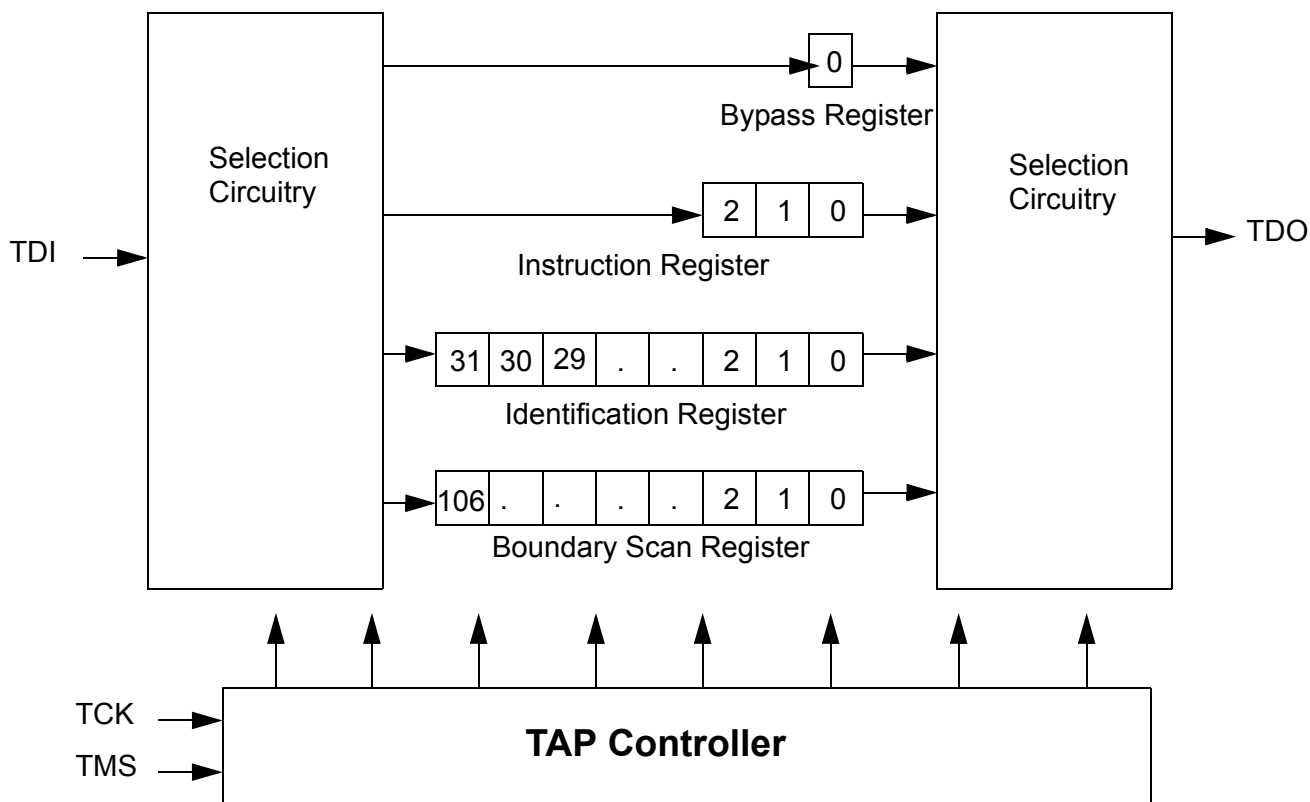 0
Bypass Register
Selection
Circuitry
Selection
Circuitry
2 1 0
TDI
TDO
Instruction Register
31 30 29 . . 2 1 0
Identification Register
106 . . . . 2 1 0
Boundary Scan Register
TCK
TAP Controller
TMS